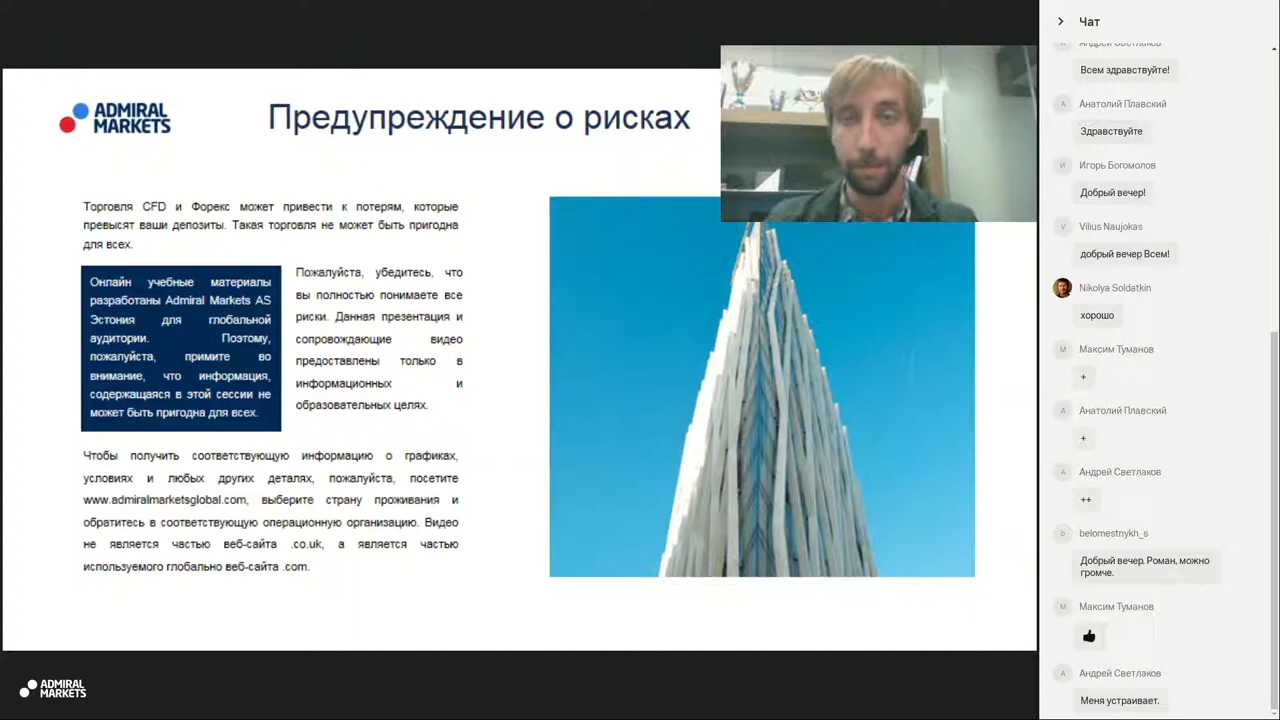 ADMIRAL
MARKETS
Предупреждение о рисках
Торговля CFD и Форекс может привести к потерям, которые
превысят ваши депозиты. Такая торговля не может быть пригодна
для всех.
Онлайн учебные материалы
разработаны Admiral Markets AS
Эстония для глобальной
аудитории. Поэтому,
пожалуйста, примите во
внимание, что информация,
содержащаяся в этой сессии не
может быть пригодна для всех.
Пожалуйста, убедитесь, что
вы полностью понимаете все
риски. Данная презентация и
сопровождающие видео
предоставлены только в
информационных и
образовательных целях.
Чтобы получить соответствующую информацию о графиках,
условиях и любых других деталях, пожалуйста, посетите
www.admiralmarketsglobal.com, выберите страну проживания и
обратитесь в соответствующую операционную организацию. Видео
не является частью веб-сайта .co.uk, а является частью
используемого глобально веб-сайта .com.
ADMIRAL
MARKETS
Чат
Андрей Светлаков
Всем здравствуйте!
А Анатолий Плавский
Здравствуйте
И Игорь Богомолов
Добрый вечер!
V Vilius Naujokas
добрый вечер Всем!
Nikolya Soldatkin
хорошо
М Максим Туманов
+
А Анатолий Плавский
+
А Андрей Светлаков
++
b belomestnykh_s
Добрый вечер. Роман, можно
громче.
М Максим Туманов
А Андрей Светлаков
Меня устраивает.